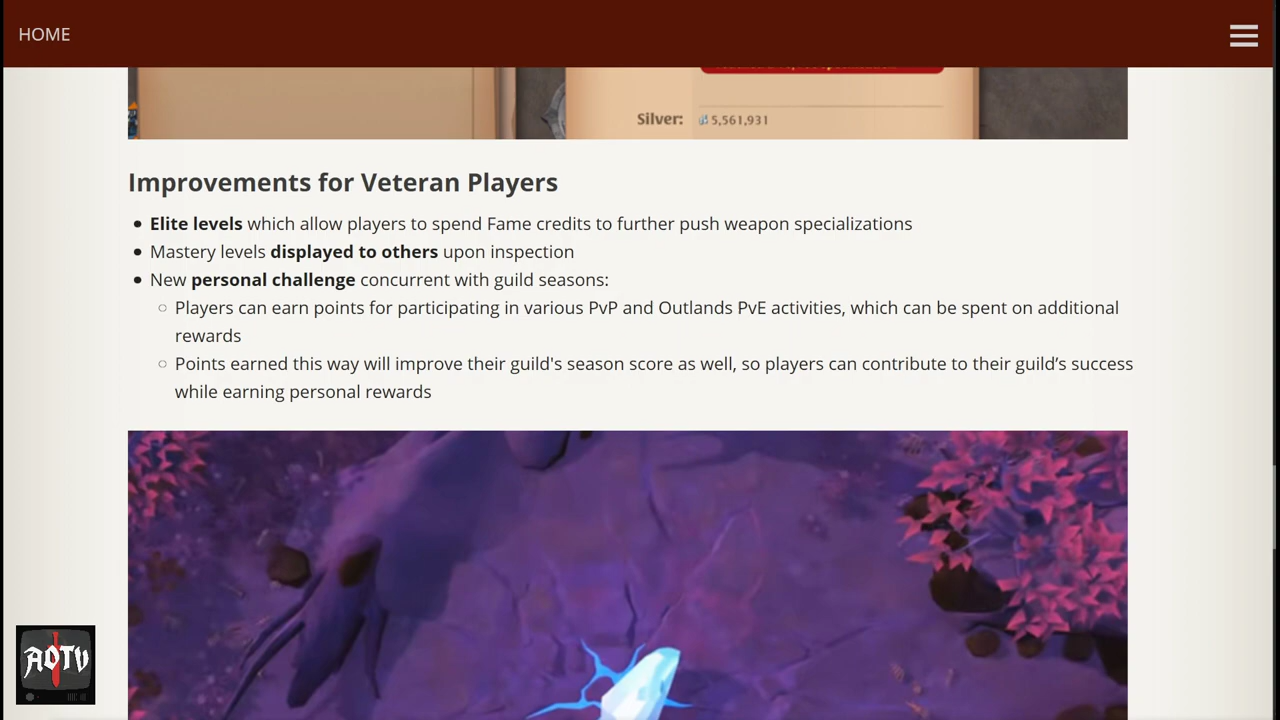 HOME
Silver: 5,561,931
Improvements for Veteran Players
Elite levels which allow players to spend Fame credits to further push weapon specializations
Mastery levels displayed to others upon inspection
New personal challenge concurrent with guild seasons:
Players can earn points for participating in various PvP and Outlands PvE activities, which can be spent on additional
rewards
Points earned this way will improve their guild's season score as well, so players can contribute to their guild’s success
while earning personal rewards
AOTV